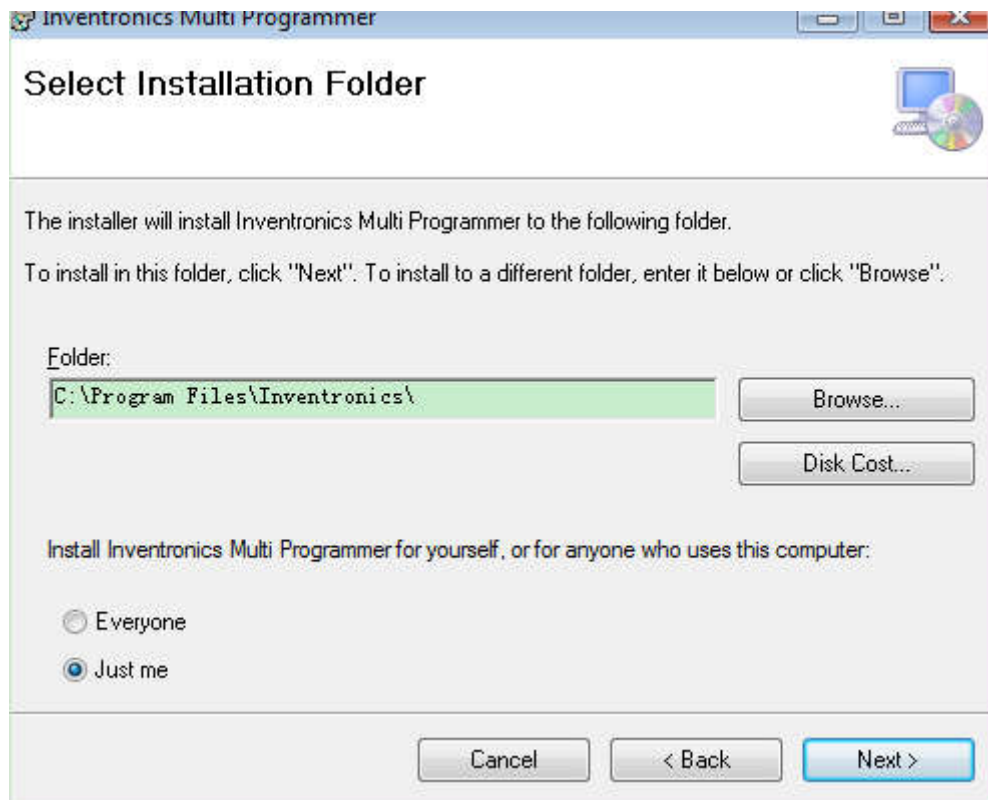 Inventronics Multi Programmer
Select Installation Folder
The installer will install Inventronics Multi Programmer to the following folder.
To install in this folder, click "Next". To install to a different folder, enter it below or click "Browse".
Folder:
C:\Program Files\Inventronics\
Browse...
Disk Cost...
Install Inventronics Multi Programmer for yourself, or for anyone who uses this computer:
Everyone
Just me
Cancel
< Back
Next >